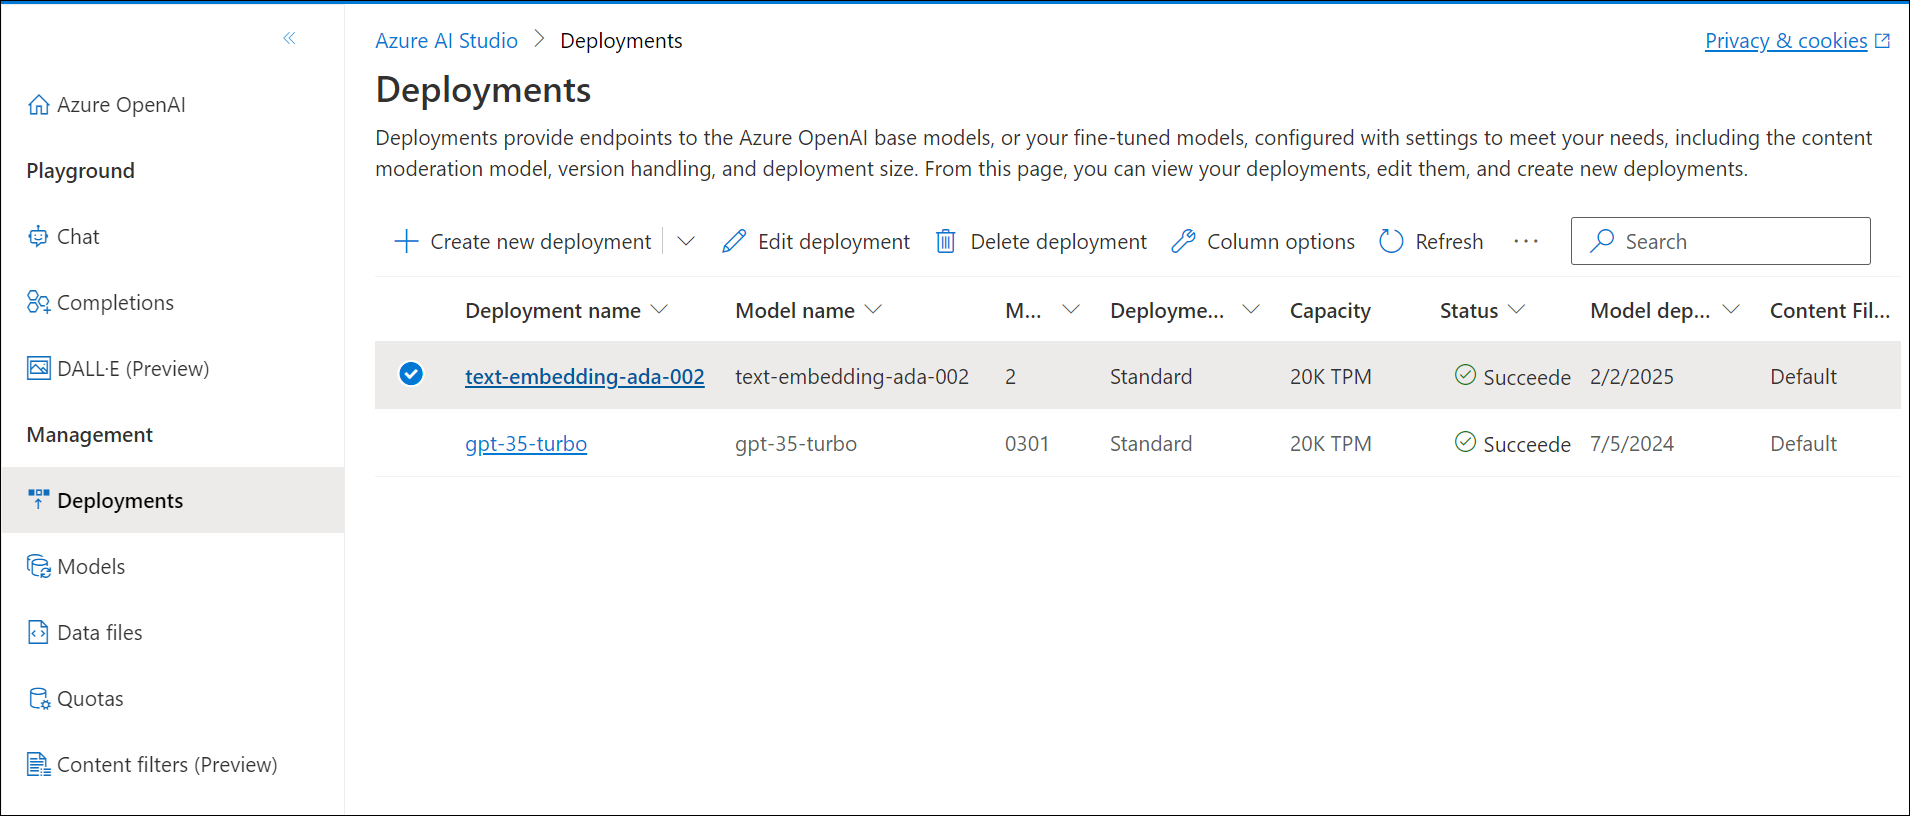 Azure AI Studio > Deployments
Privacy & cookies
Azure OpenAI
Playground
Chat
Completions
DALL·E (Preview)
Management
Deployments
Models
Data files
Quotas
Content filters (Preview)
Deployments
Deployments provide endpoints to the Azure OpenAI base models, or your fine-tuned models, configured with settings to meet your needs, including the content
moderation model, version handling, and deployment size. From this page, you can view your deployments, edit them, and create new deployments.
Create new deployment Edit deployment Delete deployment Column options Refresh ··· Search
Deployment name Model name M... Deployme... Capacity Status Model dep... Content Fil...
text-embedding-ada-002 text-embedding-ada-002 2 Standard 20K TPM Succeede 2/2/2025 Default
gpt-35-turbo gpt-35-turbo 0301 Standard 20K TPM Succeede 7/5/2024 Default